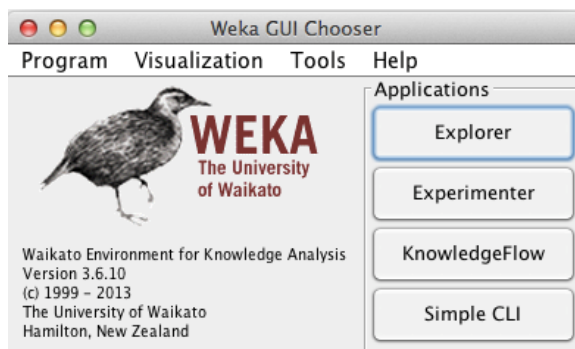 Weka GUI Chooser
Program Visualization Tools Help
WEKA
The University
of Waikato
Waikato Environment for Knowledge Analysis
Version 3.6.10
(c) 1999 – 2013
The University of Waikato
Hamilton, New Zealand
Applications
Explorer
Experimenter
KnowledgeFlow
Simple CLI